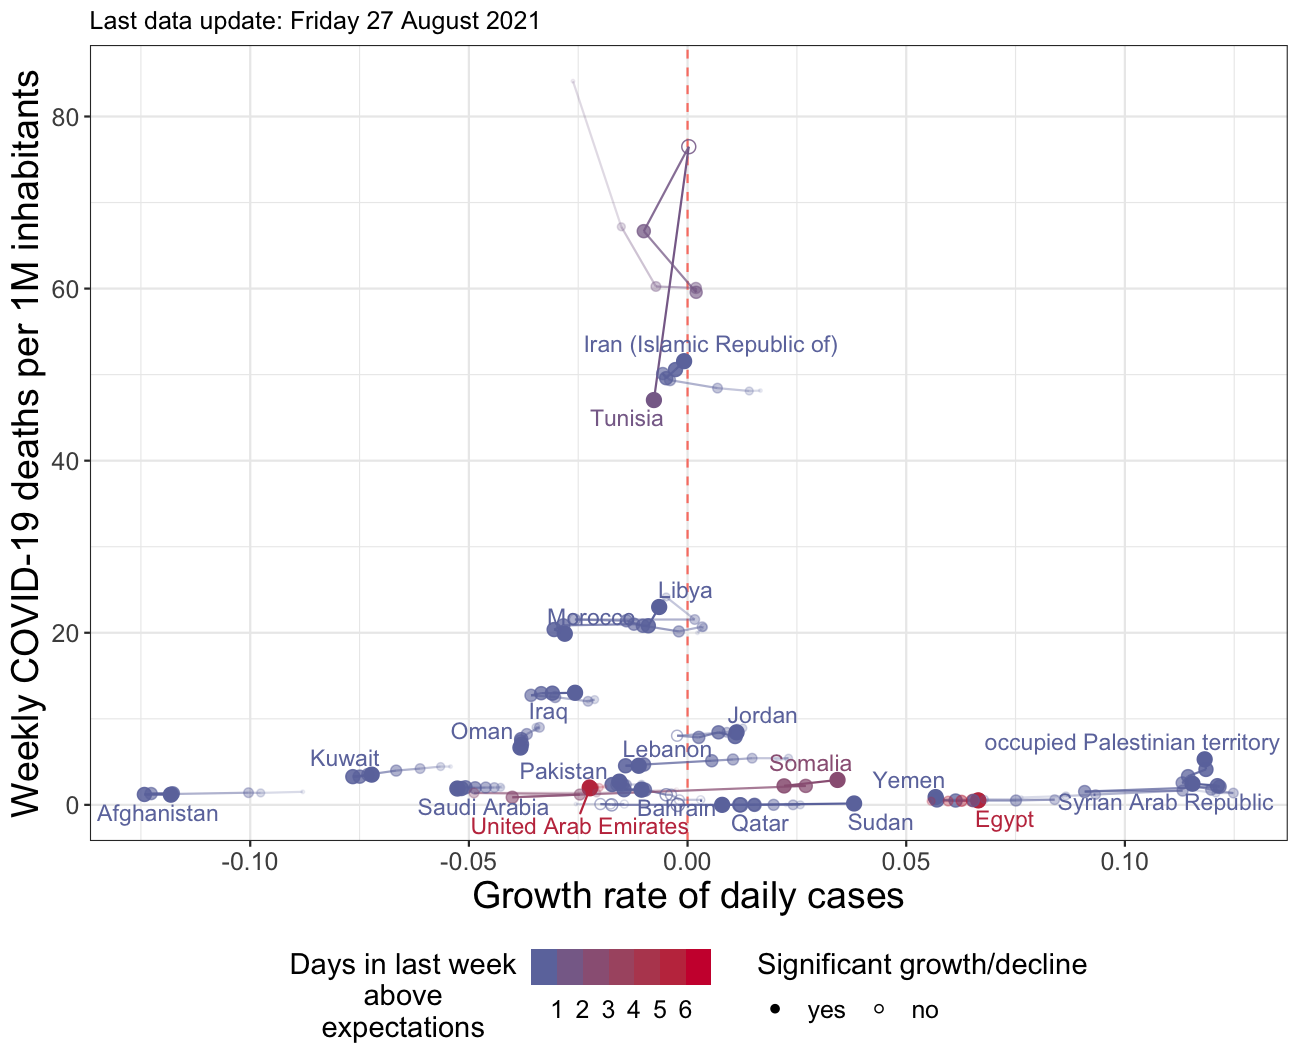 Last data update: Friday 27 August 2021
Weekly COVID-19 deaths per 1M inhabitants
80
60
40
20
0
Iran (Islamic Republic of)
Tunisia
Libya
Morocco
Iraq
Oman
Jordan
Kuwait
Lebanon
occupied Palestinian territory
Pakistan
Somalia
Yemen
Afghanistan
Saudi Arabia
Bahrain
Syrian Arab Republic
United Arab Emirates
Qatar
Sudan
Egypt
-0.10
-0.05
0.00
0.05
0.10
Growth rate of daily cases
Days in last week
above
expectations
1 2 3 4 5 6
Significant growth/decline
yes
no